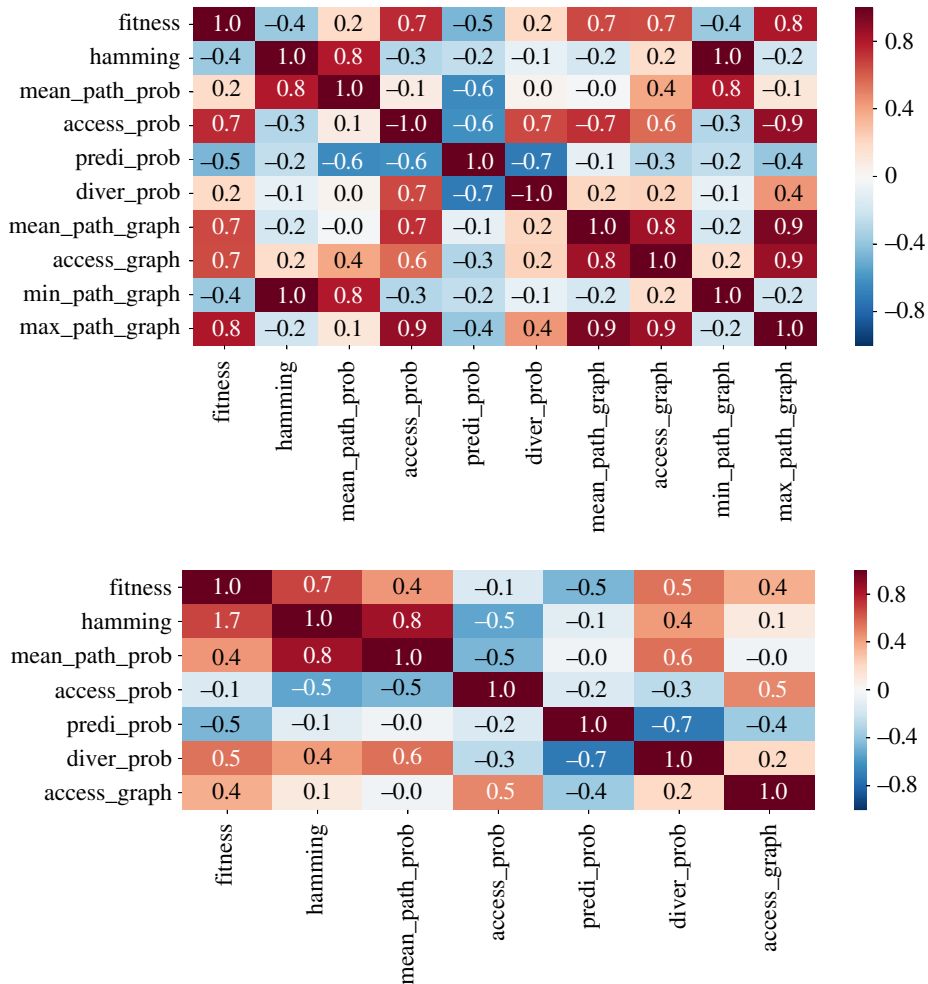 fitness 1.0 –0.4 0.2 0.7 –0.5 0.2 0.7 0.7 –0.4 0.8
hamming –0.4 1.0 0.8 –0.3 –0.2 –0.1 –0.2 0.2 1.0 –0.2
mean_path_prob 0.2 0.8 1.0 –0.1 –0.6 0.0 –0.0 0.4 0.8 –0.1
access_prob 0.7 –0.3 0.1 –1.0 –0.6 0.7 –0.7 0.6 –0.3 –0.9
predi_prob –0.5 –0.2 –0.6 –0.6 1.0 –0.7 –0.1 –0.3 –0.2 –0.4
diver_prob 0.2 –0.1 0.0 0.7 –0.7 –1.0 0.2 0.2 –0.1 0.4
mean_path_graph 0.7 –0.2 –0.0 0.7 –0.1 0.2 1.0 0.8 –0.2 0.9
access_graph 0.7 0.2 0.4 0.6 –0.3 0.2 0.8 1.0 0.2 0.9
min_path_graph –0.4 1.0 0.8 –0.3 –0.2 –0.1 –0.2 0.2 1.0 –0.2
max_path_graph 0.8 –0.2 0.1 0.9 –0.4 0.4 0.9 0.9 –0.2 1.0
fitness hamming mean_path_prob access_prob predi_prob diver_prob mean_path_graph access_graph min_path_graph max_path_graph
0.8
0.4
0
–0.4
–0.8
fitness 1.0 0.7 0.4 –0.1 –0.5 0.5 0.4
hamming 1.7 1.0 0.8 –0.5 –0.1 0.4 0.1
mean_path_prob 0.4 0.8 1.0 –0.5 –0.0 0.6 –0.0
access_prob –0.1 –0.5 –0.5 1.0 –0.2 –0.3 0.5
predi_prob –0.5 –0.1 –0.0 –0.2 1.0 –0.7 –0.4
diver_prob 0.5 0.4 0.6 –0.3 –0.7 1.0 0.2
access_graph 0.4 0.1 –0.0 0.5 –0.4 0.2 1.0
fitness hamming mean_path_prob access_prob predi_prob diver_prob access_graph
0.8
0.4
0
–0.4
–0.8